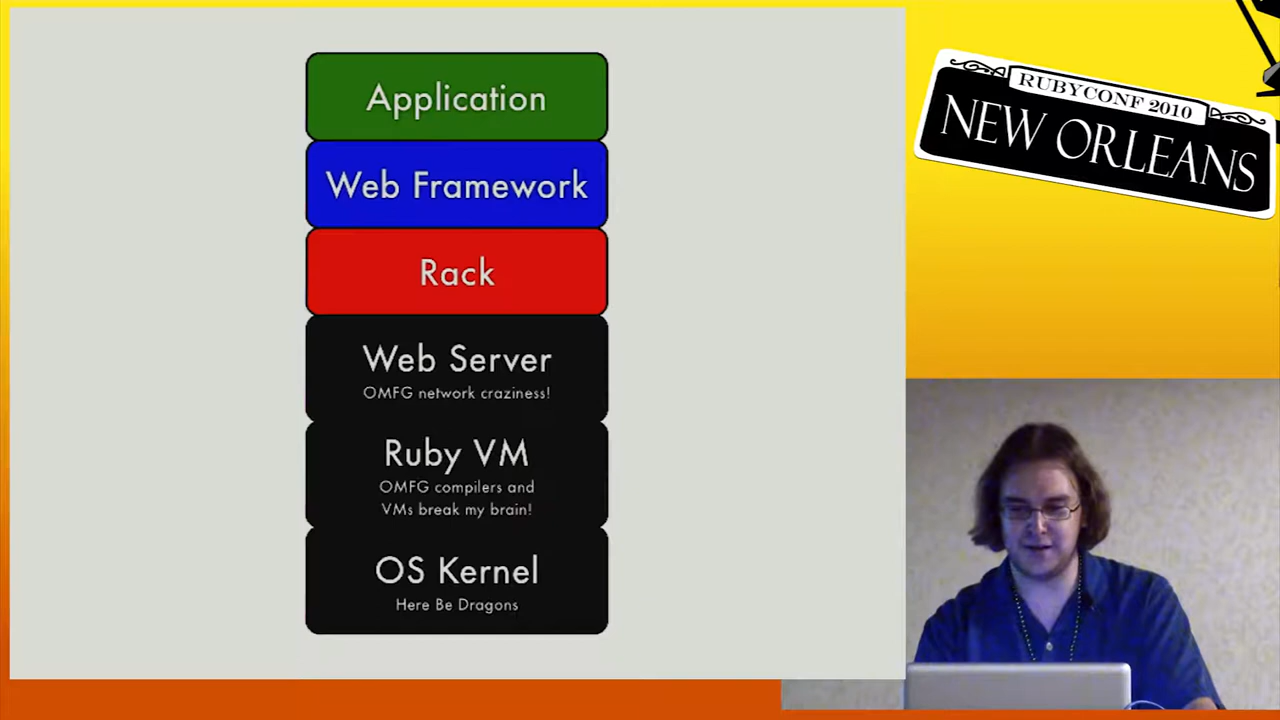 Application
Web Framework
Rack
Web Server
OMFG network craziness!
Ruby VM
OMFG compilers and
VMs break my brain!
OS Kernel
Here Be Dragons
RUBYCONF 2010
NEW ORLEANS